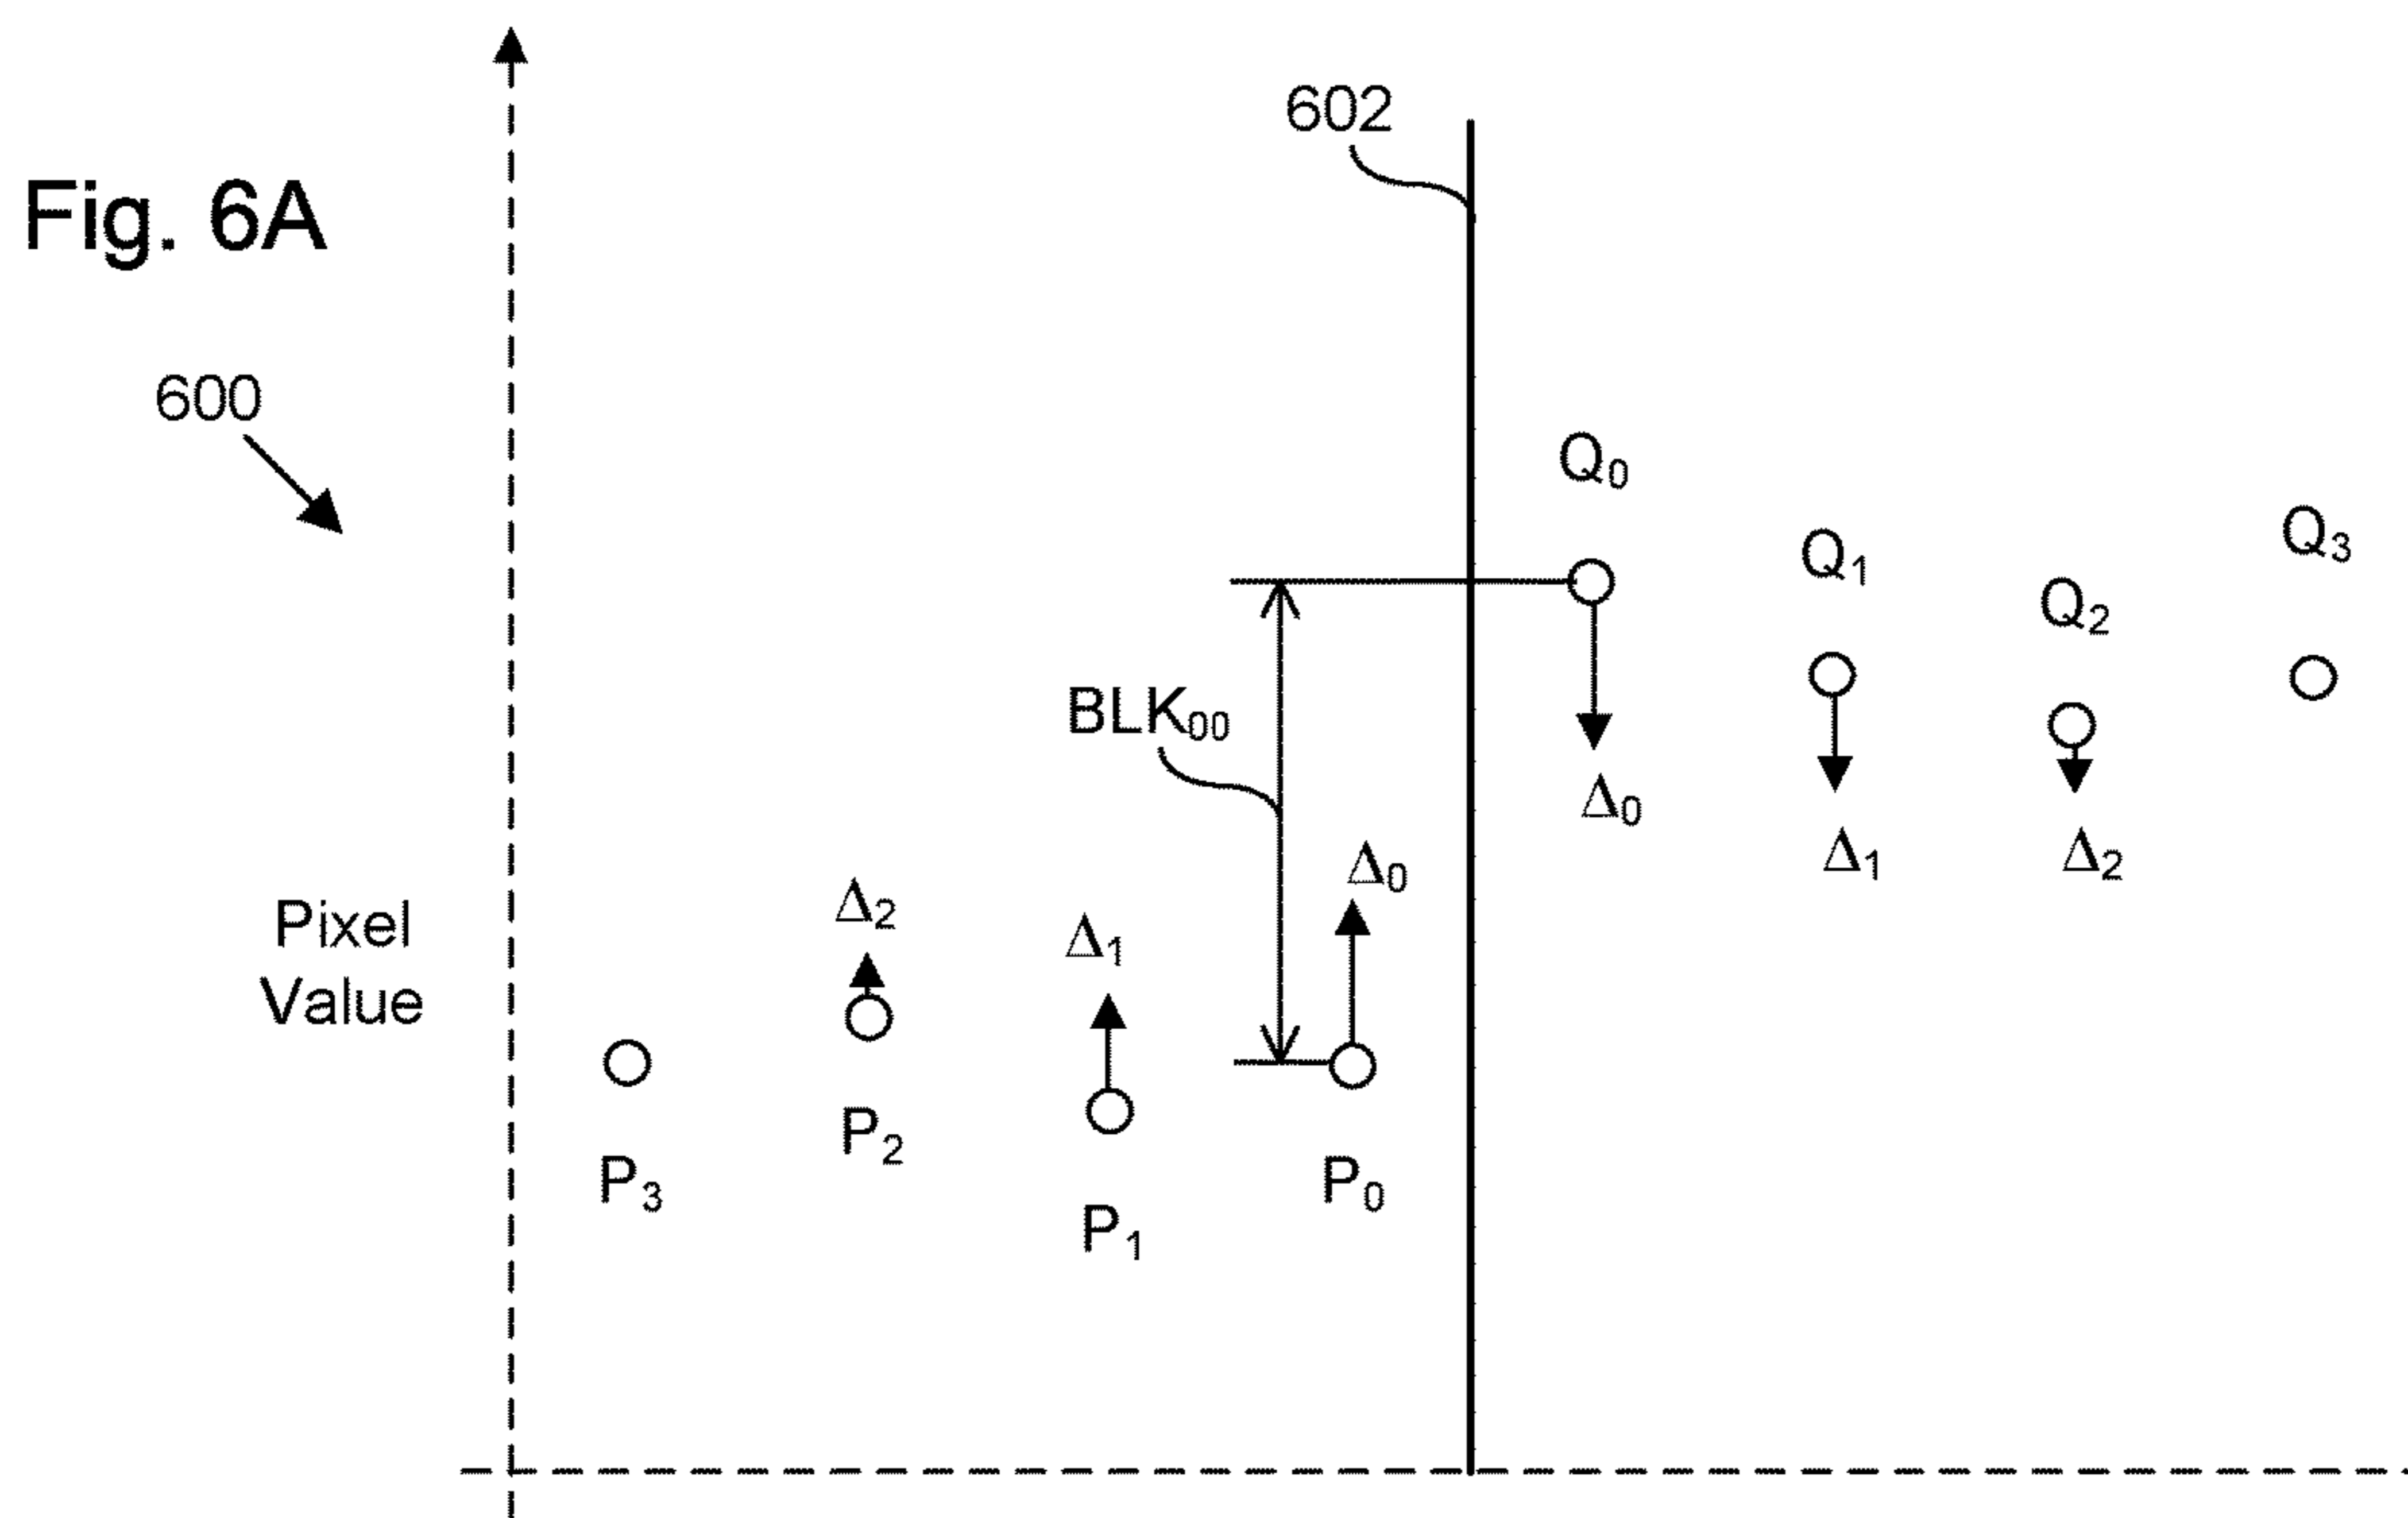 602
Fig. 6A
600
Q₀
Q₁
Q₃
Q₂
BLK₀₀
Δ₀
Δ₁
Δ₂
Δ₀
Δ₂
Δ₁
Pixel
Value
P₂
P₃
P₀
P₁